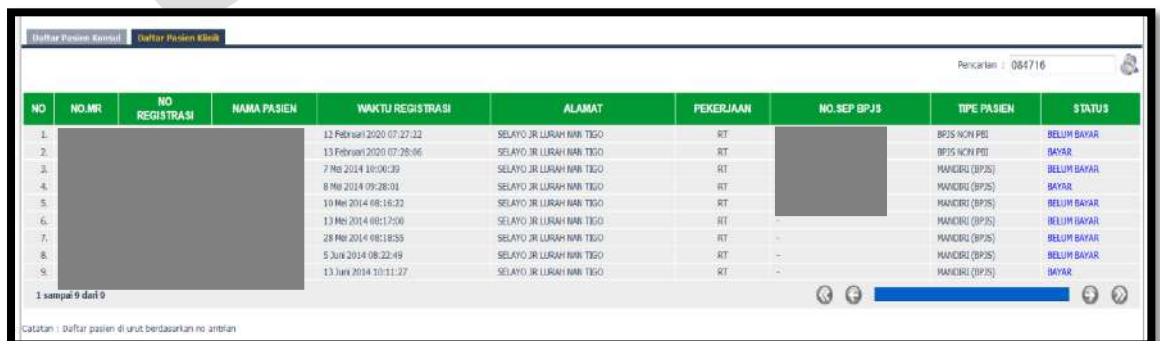 Daftar Pasien Konsul Daftar Pasien Klinik
Pencarian : 084716
NO NO.MR NO REGISTRASI NAMA PASIEN WAKTU REGISTRASI ALAMAT PEKERJAAN NO.SEP BPJS TIPE PASIEN STATUS
1. 12 Februari 2020 07:27:22 SELAYO JR LURAH NAN TIGO RT BPJS NON PBI BELUM BAYAR
2. 13 Februari 2020 07:28:06 SELAYO JR LURAH NAN TIGO RT BPJS NON PBI BAYAR
3. 7 Mei 2014 10:00:39 SELAYO JR LURAH NAN TIGO RT MANDIRI (BPJS) BELUM BAYAR
4. 8 Mei 2014 09:28:01 SELAYO JR LURAH NAN TIGO RT MANDIRI (BPJS) BAYAR
5. 10 Mei 2014 08:16:22 SELAYO JR LURAH NAN TIGO RT MANDIRI (BPJS) BELUM BAYAR
6. 13 Mei 2014 08:17:00 SELAYO JR LURAH NAN TIGO RT - MANDIRI (BPJS) BELUM BAYAR
7. 28 Mei 2014 08:18:55 SELAYO JR LURAH NAN TIGO RT - MANDIRI (BPJS) BELUM BAYAR
8. 5 Juni 2014 08:22:49 SELAYO JR LURAH NAN TIGO RT - MANDIRI (BPJS) BELUM BAYAR
9. 13 Juni 2014 10:11:27 SELAYO JR LURAH NAN TIGO RT - MANDIRI (BPJS) BAYAR
1 sampai 9 dari 9
Catatan : Daftar pasien di urut berdasarkan no antrian